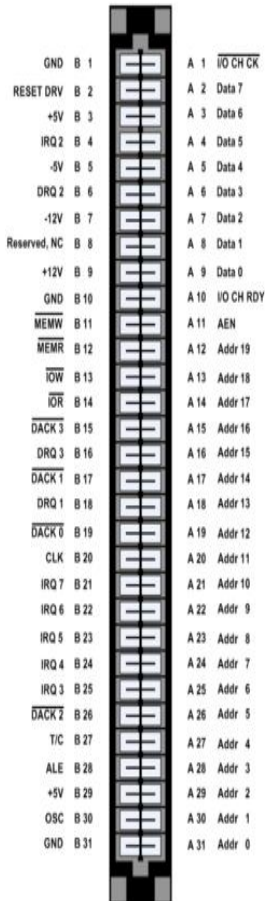 GND B 1 A 1 I/O CH CK
RESET DRV B 2 A 2 Data 7
+5V B 3 A 3 Data 6
IRQ 2 B 4 A 4 Data 5
-5V B 5 A 5 Data 4
DRQ 2 B 6 A 6 Data 3
-12V B 7 A 7 Data 2
Reserved, NC B 8 A 8 Data 1
+12V B 9 A 9 Data 0
GND B 10 A 10 I/O CH RDY
MEMW B 11 A 11 AEN
MEMR B 12 A 12 Addr 19
IOW B 13 A 13 Addr 18
IOR B 14 A 14 Addr 17
DACK 3 B 15 A 15 Addr 16
DRQ 3 B 16 A 16 Addr 15
DACK 1 B 17 A 17 Addr 14
DRQ 1 B 18 A 18 Addr 13
DACK 0 B 19 A 19 Addr 12
CLK B 20 A 20 Addr 11
IRQ 7 B 21 A 21 Addr 10
IRQ 6 B 22 A 22 Addr 9
IRQ 5 B 23 A 23 Addr 8
IRQ 4 B 24 A 24 Addr 7
IRQ 3 B 25 A 25 Addr 6
DACK 2 B 26 A 26 Addr 5
T/C B 27 A 27 Addr 4
ALE B 28 A 28 Addr 3
+5V B 29 A 29 Addr 2
OSC B 30 A 30 Addr 1
GND B 31 A 31 Addr 0